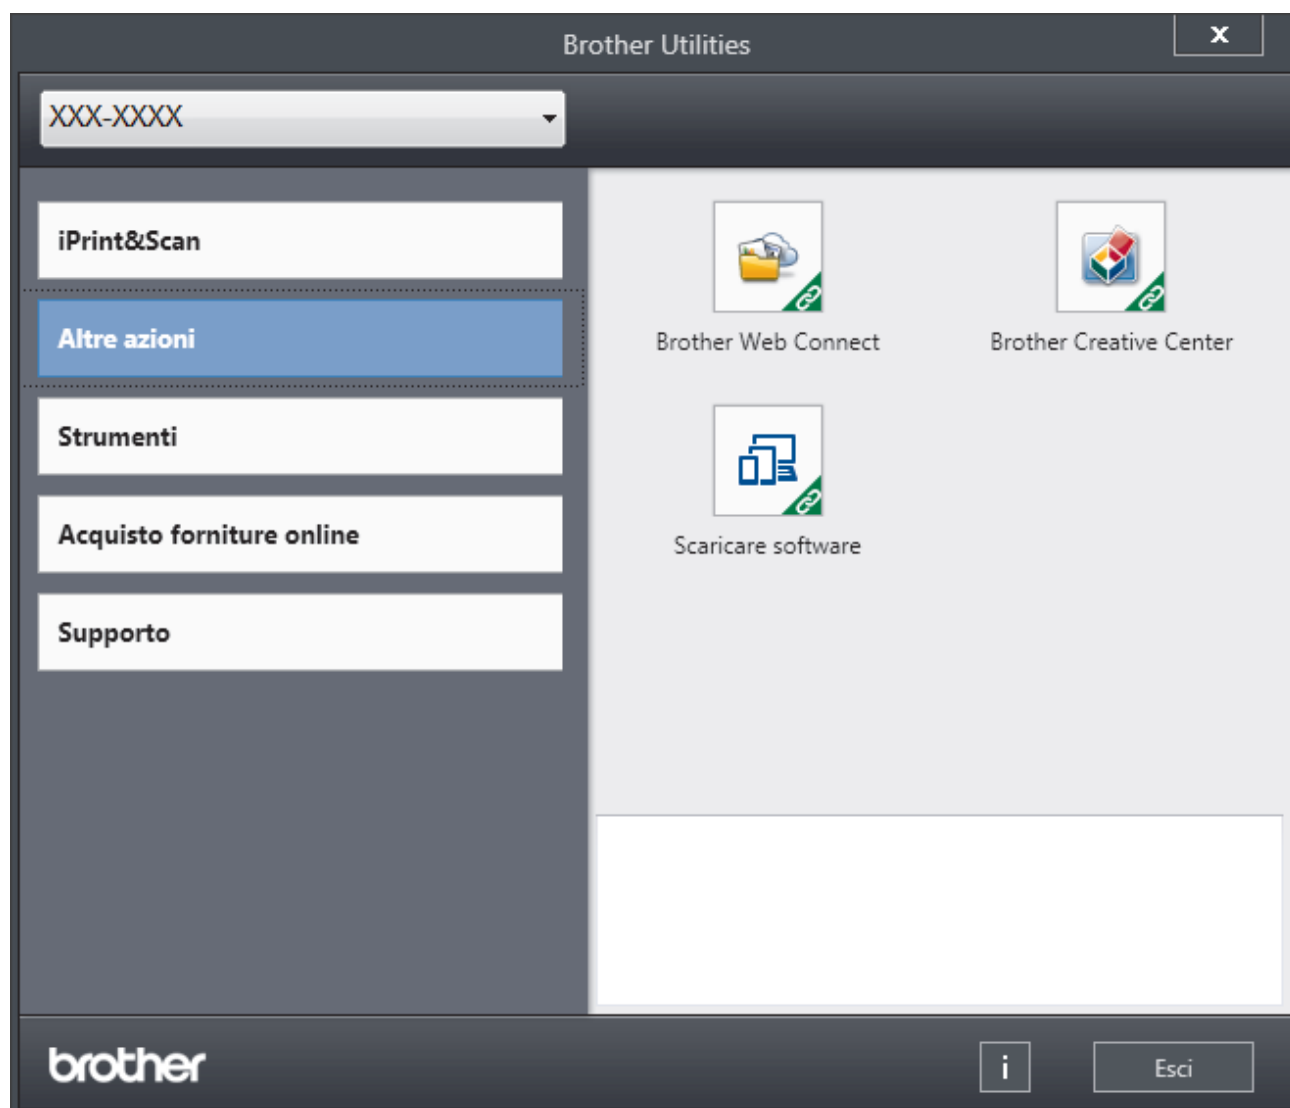 Brother Utilities
x
XXX-XXXX
iPrint&Scan
Altre azioni
Strumenti
Acquisto forniture online
Supporto
Brother Web Connect
Brother Creative Center
Scaricare software
brother
i
Esci